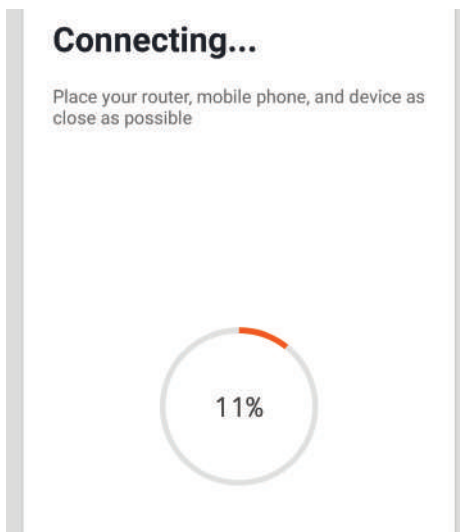 Connecting...
Place your router, mobile phone, and device as
close as possible
11%